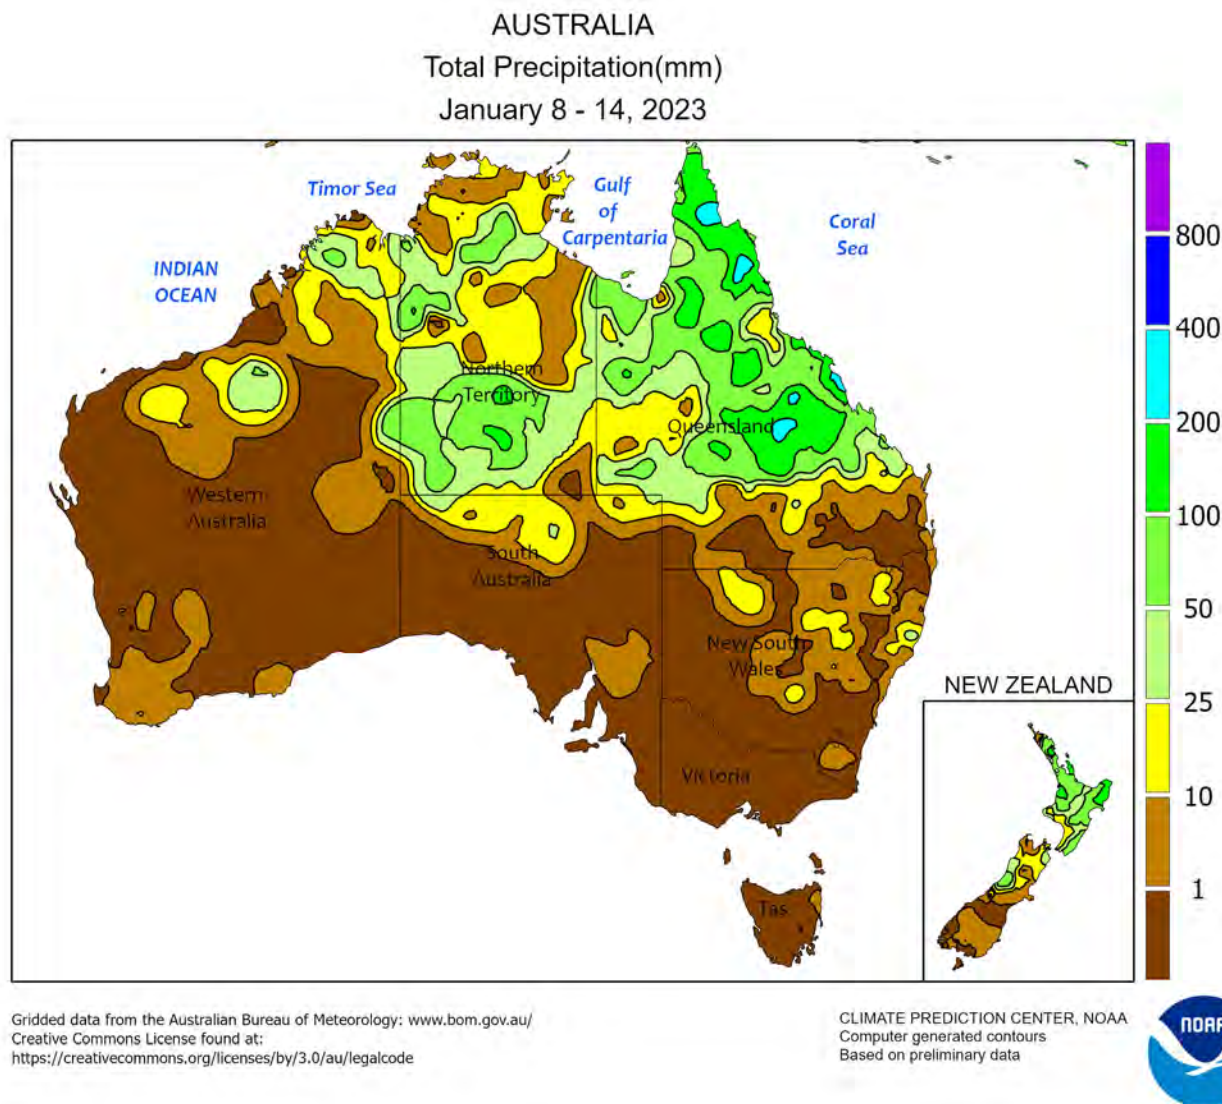 AUSTRALIA
Total Precipitation(mm)
January 8 - 14, 2023
Timor Sea
Gulf
of
Carpentaria
Coral
Sea
INDIAN
OCEAN
Northern
Territory
Queensland
Western
Australia
South
Australia
New South
Wales
Victoria
Tas
NEW ZEALAND
800
400
200
100
50
25
10
1
Gridded data from the Australian Bureau of Meteorology: www.bom.gov.au/
Creative Commons License found at:
https://creativecommons.org/licenses/by/3.0/au/legalcode
CLIMATE PREDICTION CENTER, NOAA
Computer generated contours
Based on preliminary data